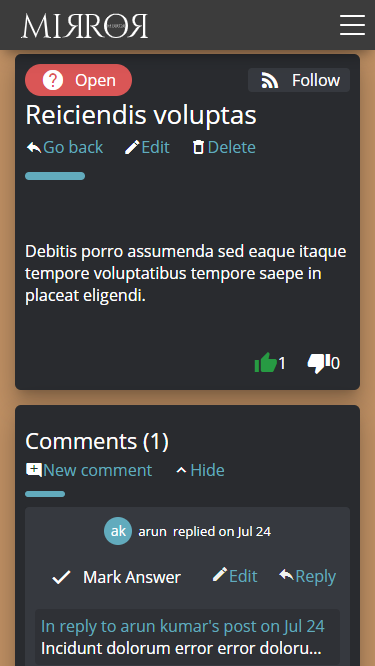 MIRROR
Open
Follow
Reiciendis voluptas
Go back
Edit
Delete
Debitis porro assumenda sed eaque itaque
tempore voluptatibus tempore saepe in
placeat eligendi.
1
0
Comments (1)
New comment
Hide
ak
arun replied on Jul 24
Mark Answer
Edit
Reply
In reply to arun kumar's post on Jul 24
Incidunt dolorum error error doloru...